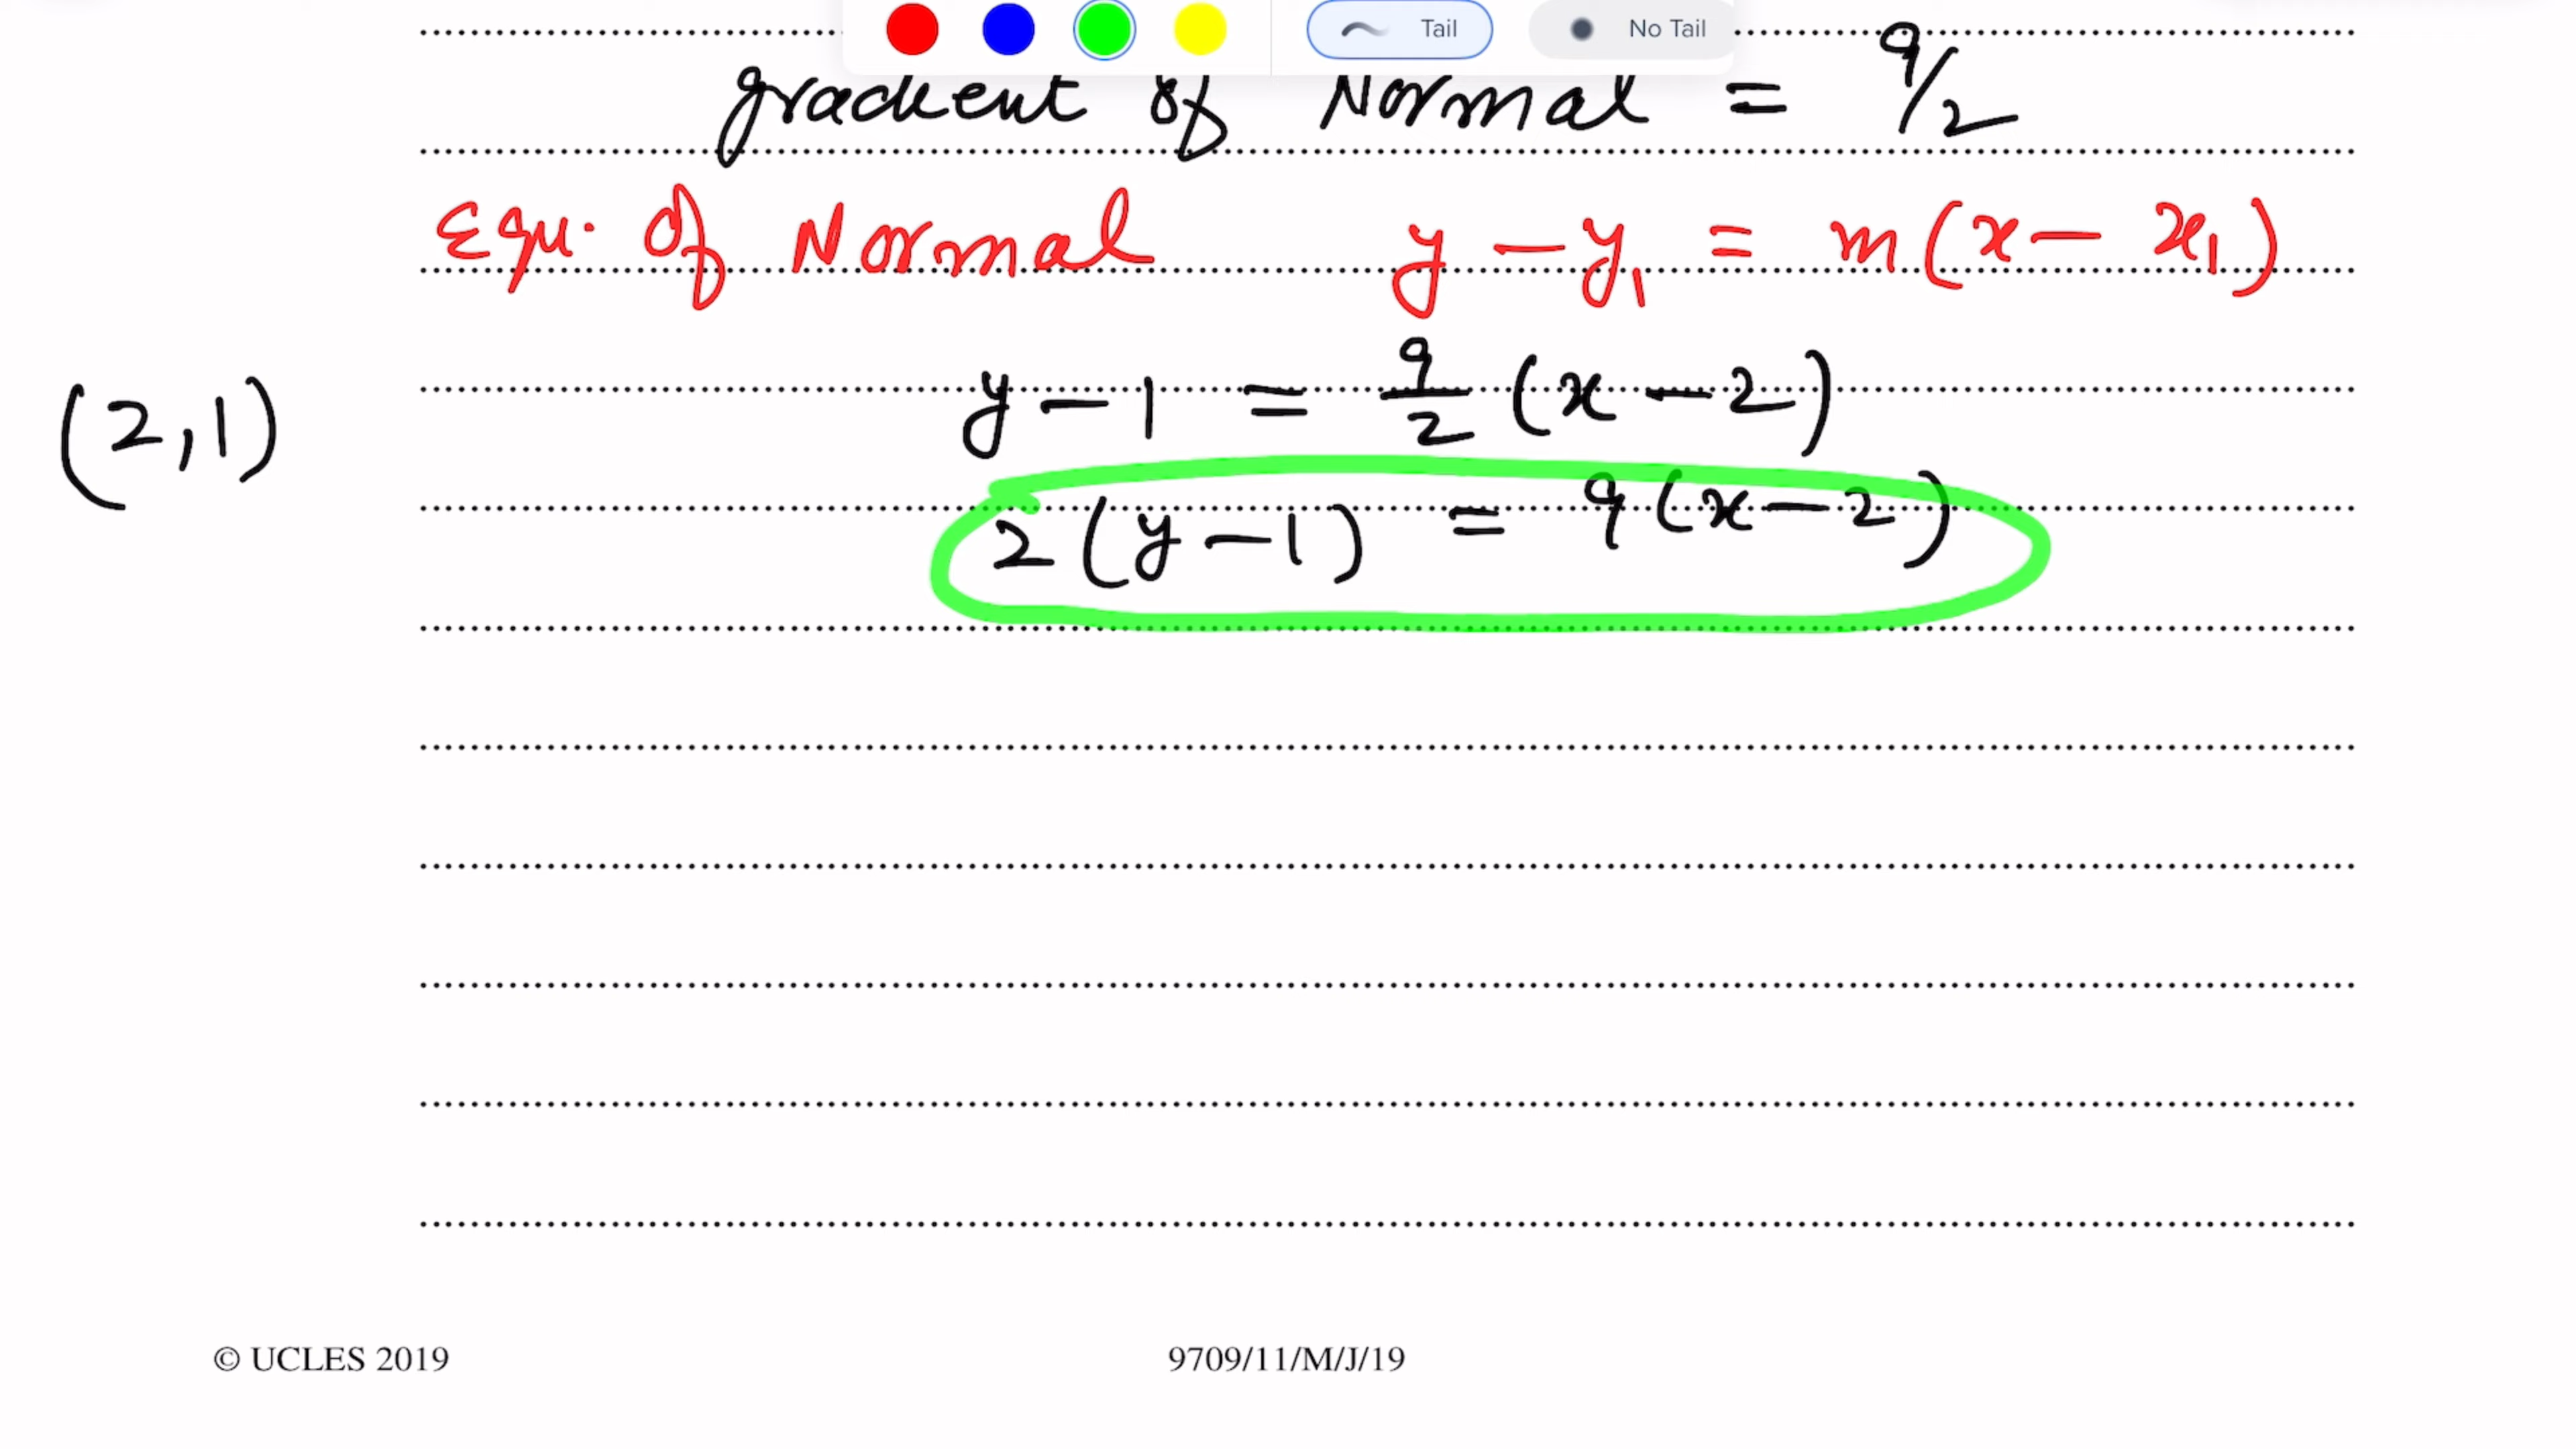 Tail No Tail
gradient of Normal = 9/2
Equ. of Normal y - y₁ = m(x - x₁)
(2,1) y - 1 = 9/2 (x - 2)
2(y - 1) = 9(x - 2)
© UCLES 2019 9709/11/M/J/19